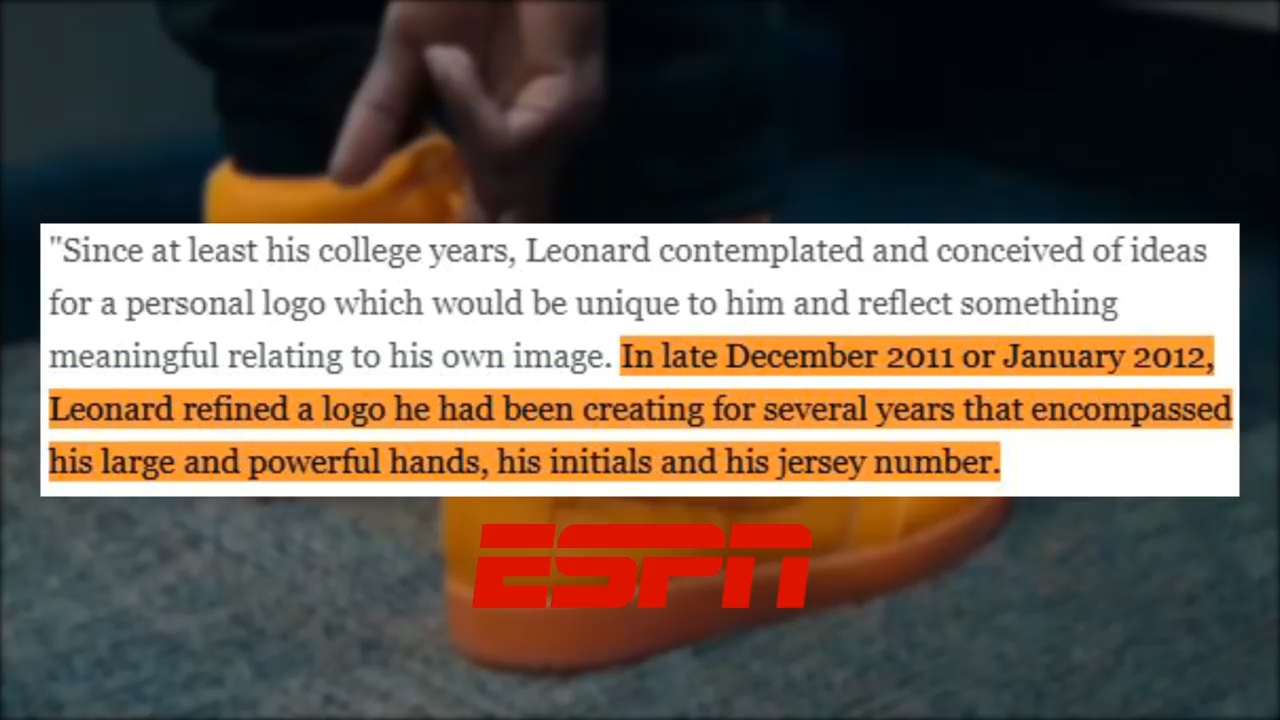 "Since at least his college years, Leonard contemplated and conceived of ideas
for a personal logo which would be unique to him and reflect something
meaningful relating to his own image. In late December 2011 or January 2012,
Leonard refined a logo he had been creating for several years that encompassed
his large and powerful hands, his initials and his jersey number.
ESPN